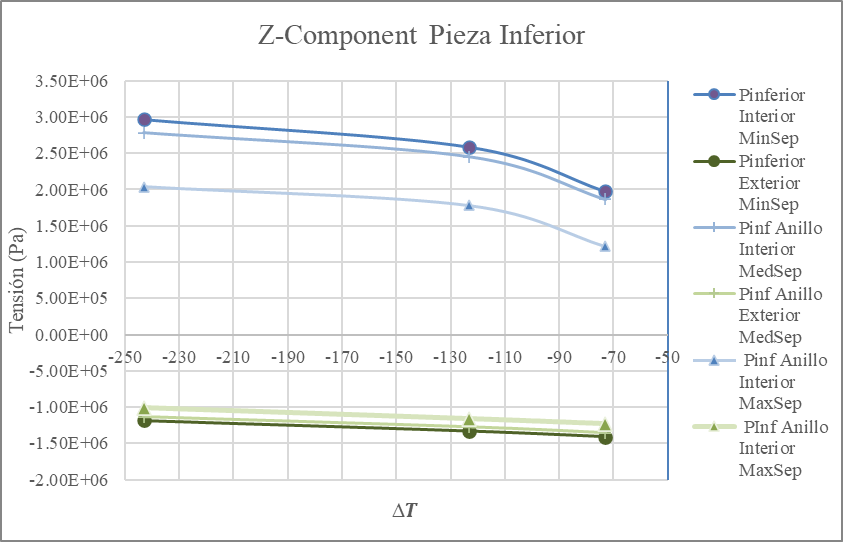 Z-Component Pieza Inferior
3.50E+06
3.00E+06
2.50E+06
2.00E+06
1.50E+06
1.00E+06
5.00E+05
0.00E+00
-5.00E+05
-1.00E+06
-1.50E+06
-2.00E+06
Tensión (Pa)
-250 -230 -210 -190 -170 -150 -130 -110 -90 -70 -50
ΔT
Pinferior
Interior
MinSep
Pinferior
Exterior
MinSep
Pinf Anillo
Interior
MedSep
Pinf Anillo
Exterior
MedSep
Pinf Anillo
Interior
MaxSep
PInf Anillo
Interior
MaxSep